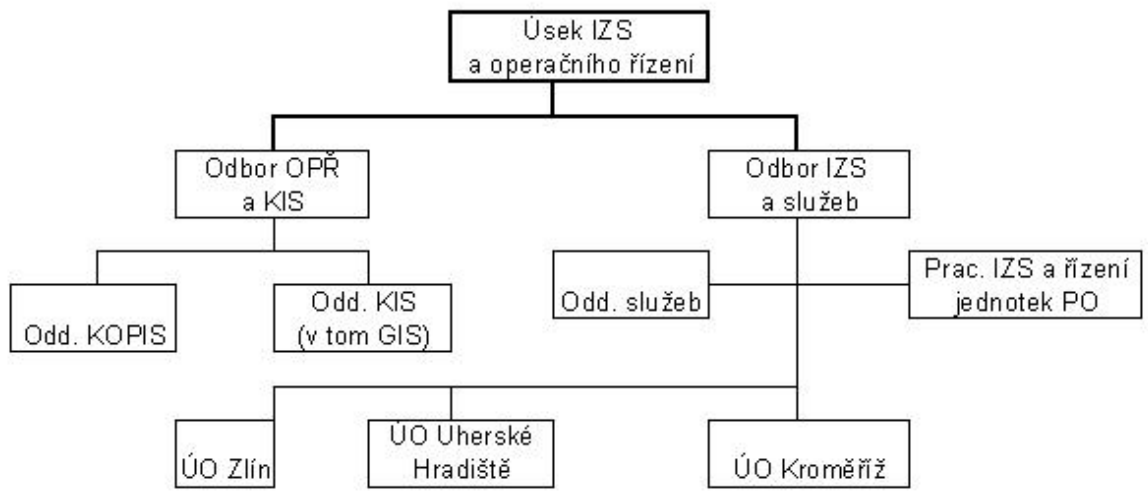 Úsek IZS
a operačního řízení
Odbor OPŘ
a KIS
Odbor IZS
a služeb
Odd. KOPIS
Odd. KIS
(v tom GIS)
Odd. služeb
Prac. IZS a řízení
jednotek PO
ÚO Zlín
ÚO Uherské
Hradiště
ÚO Kroměříž